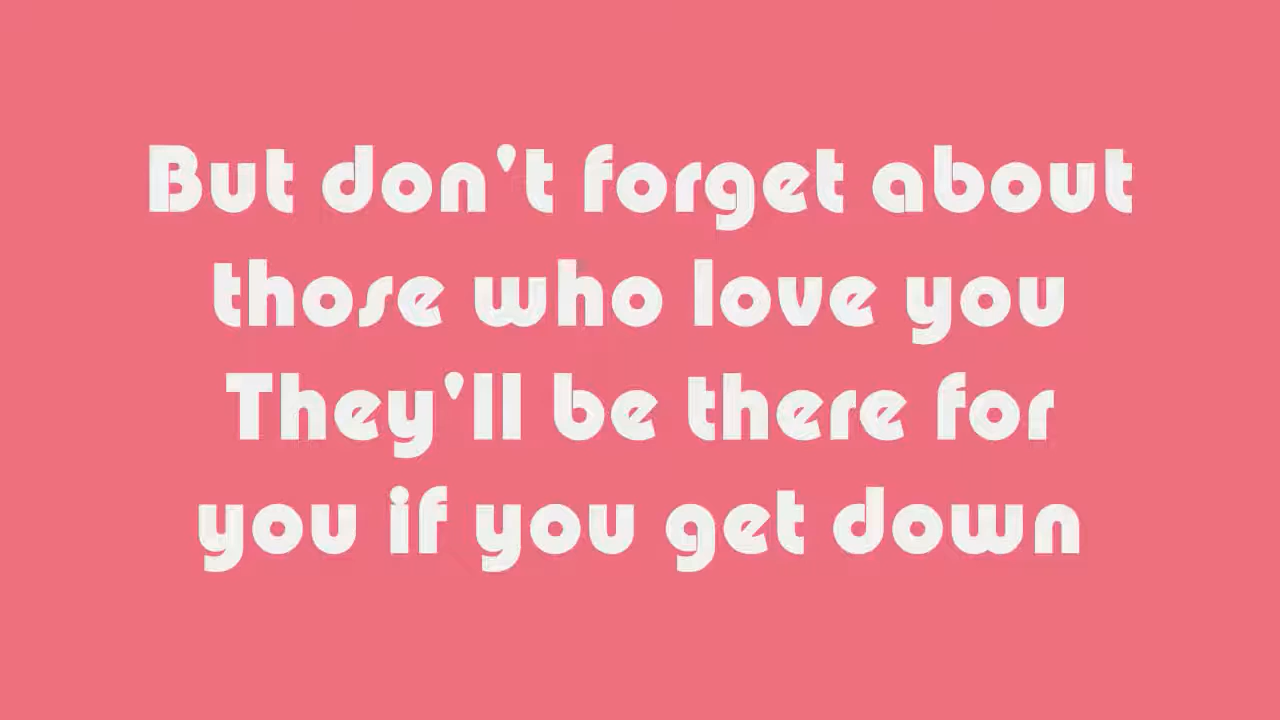 But don't forget about
those who love you
They'll be there for
you if you get down